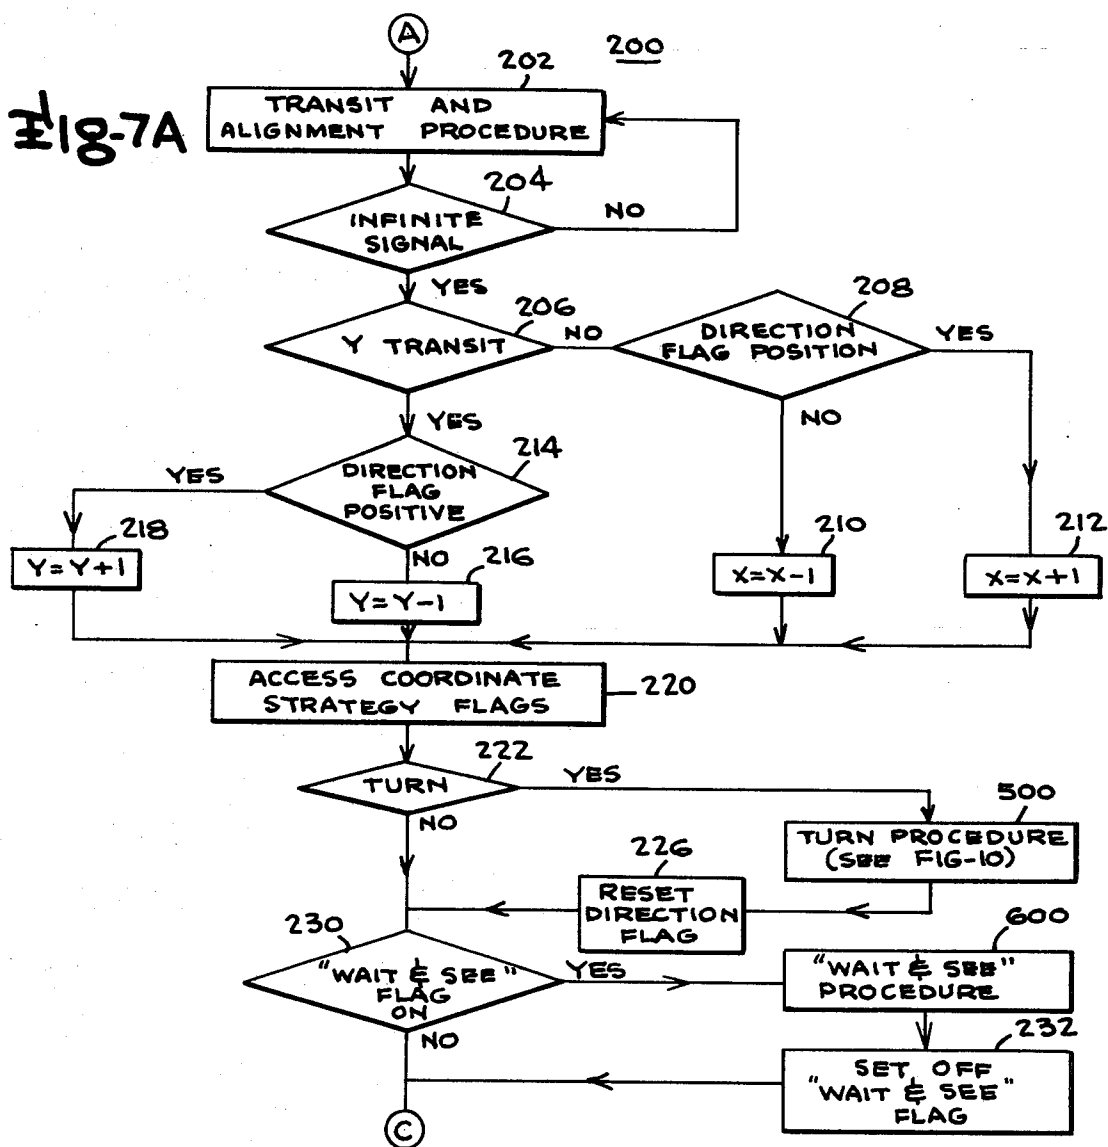 A
200
202
Fig-7A
TRANSIT AND
ALIGNMENT PROCEDURE
204
INFINITE
SIGNAL
NO
YES
206
Y TRANSIT
NO
208
DIRECTION
FLAG POSITION
YES
YES
NO
214
DIRECTION
FLAG
POSITIVE
YES
NO
218
Y=Y+1
216
Y=Y-1
210
X=X-1
212
X=X+1
ACCESS COORDINATE
STRATEGY FLAGS
220
222
TURN
YES
NO
500
TURN PROCEDURE
(SEE FIG-10)
226
RESET
DIRECTION
FLAG
230
"WAIT & SEE"
FLAG
ON
YES
NO
600
"WAIT & SEE"
PROCEDURE
232
SET OFF
"WAIT & SEE"
FLAG
C